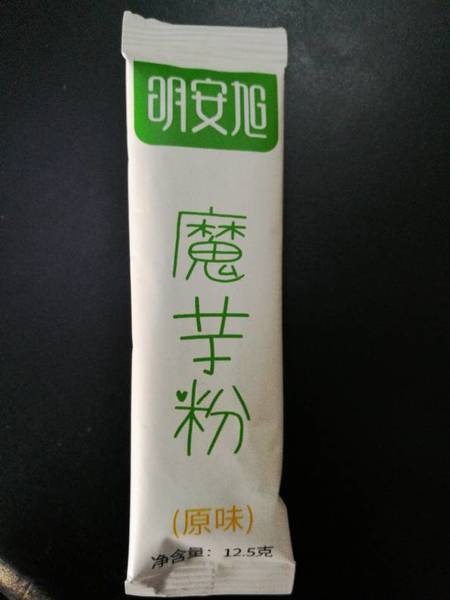 明安旭
魔芋粉
(原味)
净含量: 12.5克